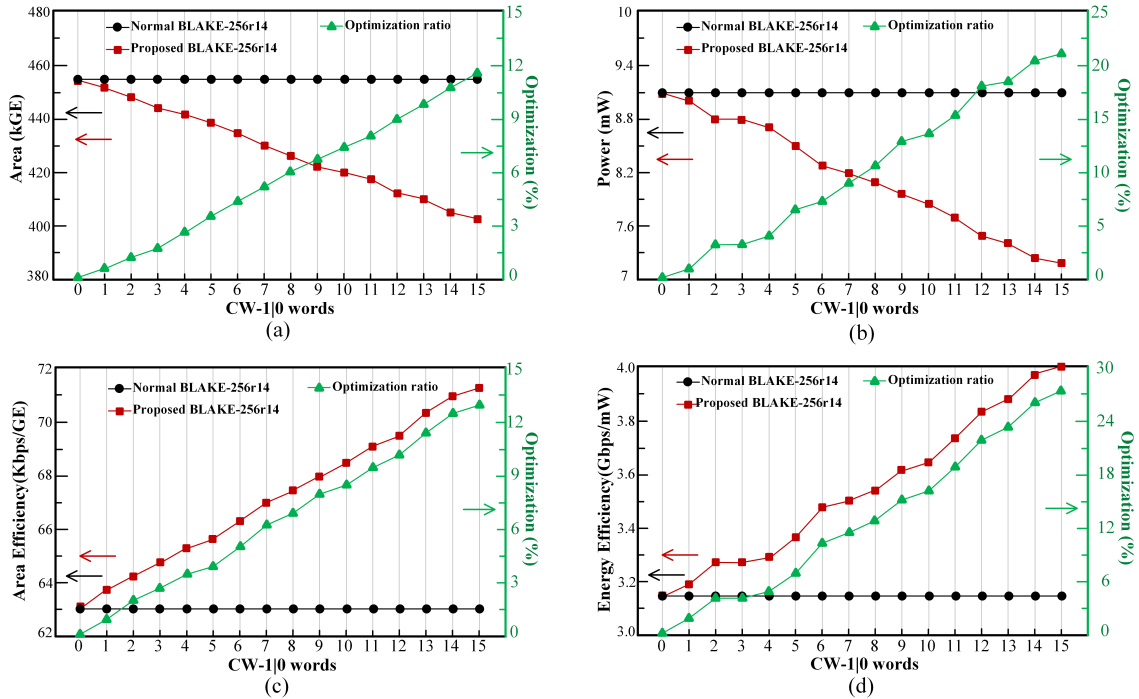 480
460
440
420
400
380
Area (kGE)
Normal BLAKE-256r14
Proposed BLAKE-256r14
Optimization ratio
15
12
9
6
3
0
Optimization (%)
0 1 2 3 4 5 6 7 8 9 10 11 12 13 14 15
CW-1|0 words
(a)
10
9.4
8.8
8.2
7.6
7
Power (mW)
Normal BLAKE-256r14
Proposed BLAKE-256r14
Optimization ratio
25
20
15
10
5
0
Optimization (%)
0 1 2 3 4 5 6 7 8 9 10 11 12 13 14 15
CW-1|0 words
(b)
72
70
68
66
64
62
Area Efficiency(Kbps/GE)
Normal BLAKE-256r14
Proposed BLAKE-256r14
Optimization ratio
15
12
9
6
3
0
Optimization (%)
0 1 2 3 4 5 6 7 8 9 10 11 12 13 14 15
CW-1|0 words
(c)
4.0
3.8
3.6
3.4
3.2
3.0
Energy Efficiency(Gbps/mW)
Normal BLAKE-256r14
Proposed BLAKE-256r14
Optimization ratio
30
24
18
12
6
0
Optimization (%)
0 1 2 3 4 5 6 7 8 9 10 11 12 13 14 15
CW-1|0 words
(d)